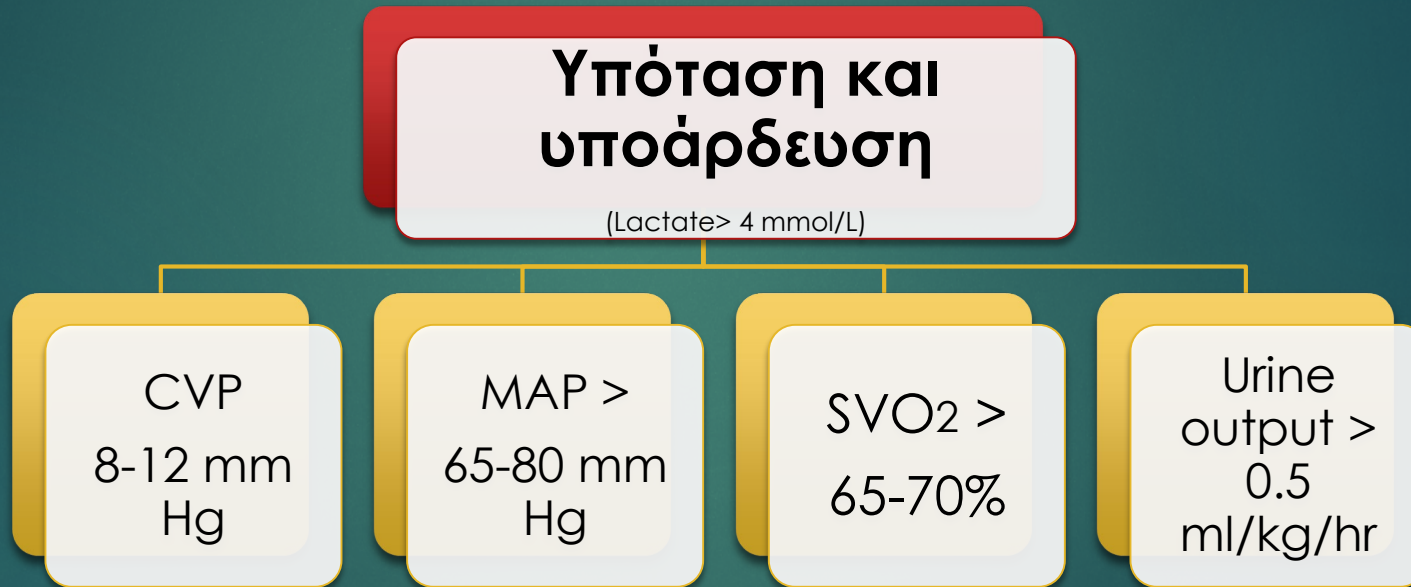 Υπόταση και
υποάρδευση
(Lactate> 4 mmol/L)
CVP
8-12 mm
Hg
MAP >
65-80 mm
Hg
SVO2 >
65-70%
Urine
output >
0.5
ml/kg/hr